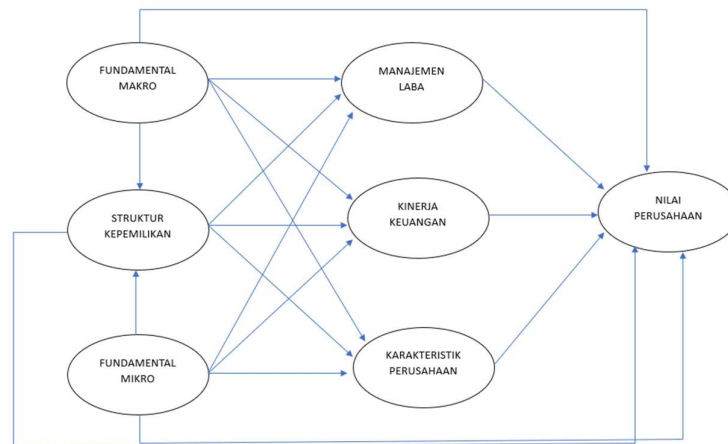 FUNDAMENTAL
MAKRO
MANAJEMEN
LABA
STRUKTUR
KEPEMILIKAN
KINERJA
KEUANGAN
NILAI
PERUSAHAAN
FUNDAMENTAL
MIKRO
KARAKTERISTIK
PERUSAHAAN